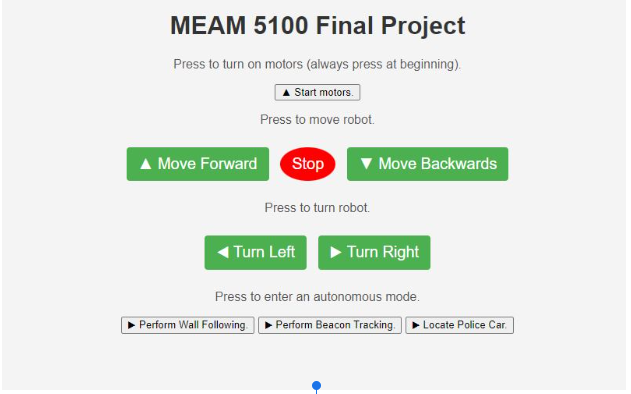 MEAM 5100 Final Project
Press to turn on motors (always press at beginning).
▲ Start motors.
Press to move robot.
▲ Move Forward Stop ▼ Move Backwards
Press to turn robot.
◀ Turn Left ▶ Turn Right
Press to enter an autonomous mode.
▶ Perform Wall Following. ▶ Perform Beacon Tracking. ▶ Locate Police Car.